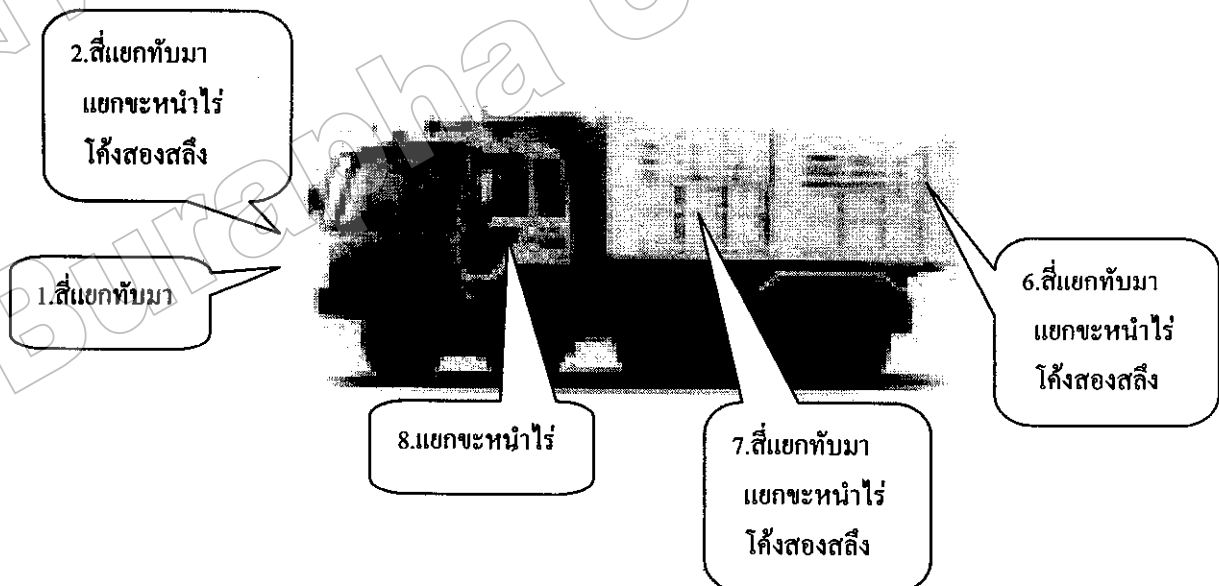 2.สี่แยกทับมา
แยกขะหนำไร่
โค้งสองสลึง
1.สี่แยกทับมา
6.สี่แยกทับมา
แยกขะหนำไร่
โค้งสองสลึง
8.แยกขะหนำไร่
7.สี่แยกทับมา
แยกขะหนำไร่
โค้งสองสลึง
Burapha U